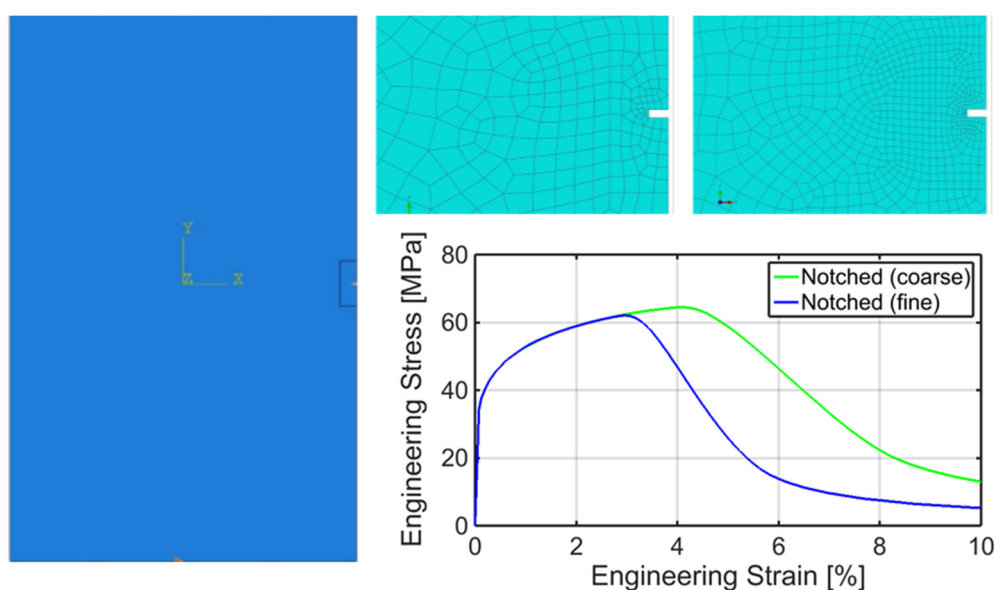 Y
Z
X
80
60
40
20
0
Engineering Stress [MPa]
Notched (coarse)
Notched (fine)
0 2 4 6 8 10
Engineering Strain [%]